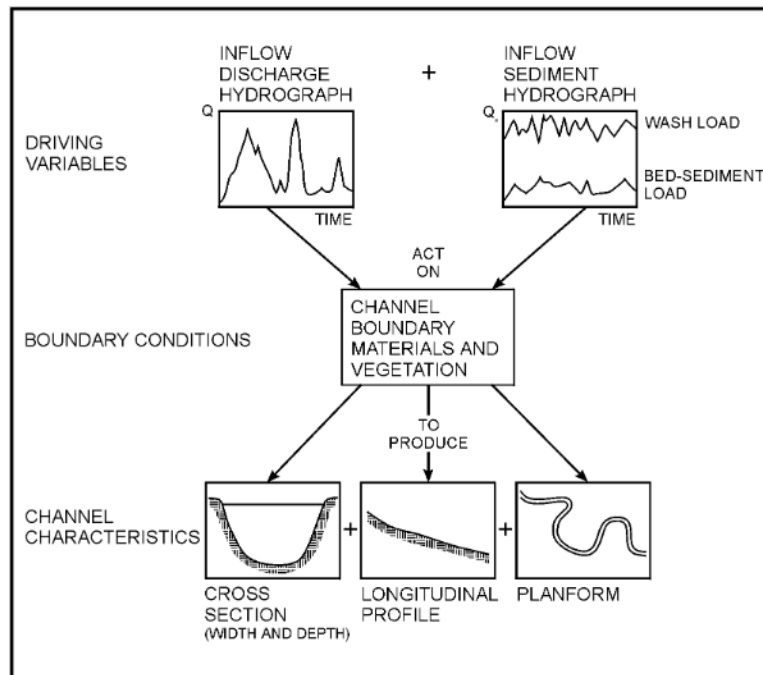 INFLOW
DISCHARGE
HYDROGRAPH
+
INFLOW
SEDIMENT
HYDROGRAPH
DRIVING
VARIABLES
Q
TIME
Qs
WASH LOAD
BED-SEDIMENT
LOAD
TIME
ACT
ON
BOUNDARY CONDITIONS
CHANNEL
BOUNDARY
MATERIALS AND
VEGETATION
TO
PRODUCE
CHANNEL
CHARACTERISTICS
+
+
CROSS
SECTION
(WIDTH AND DEPTH)
LONGITUDINAL
PROFILE
PLANFORM